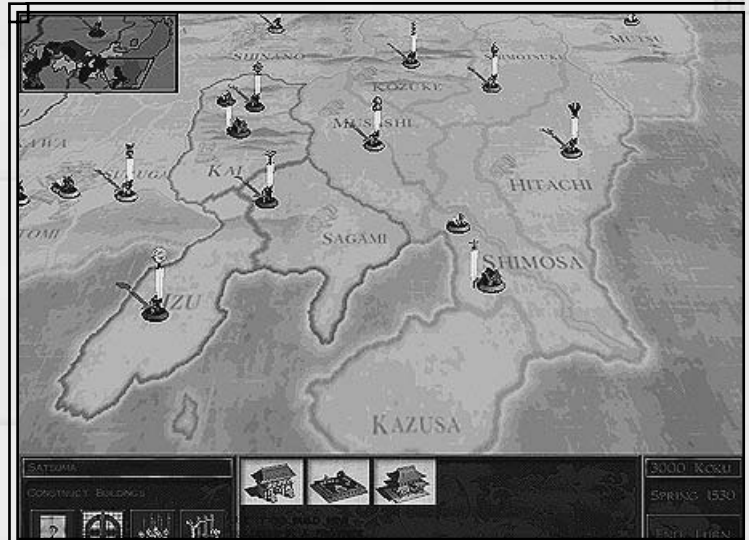 SHINANO
MUTSU
SHIMOTSUKE
KOZUKE
MUSASHI
KAI
HITACHI
SAGAMI
SHIMOSA
IZU
KAZUSA
SATSUMA
3000 KOKU
CONSTRUCT BUILDINGS
SPRING 1530
END TURN